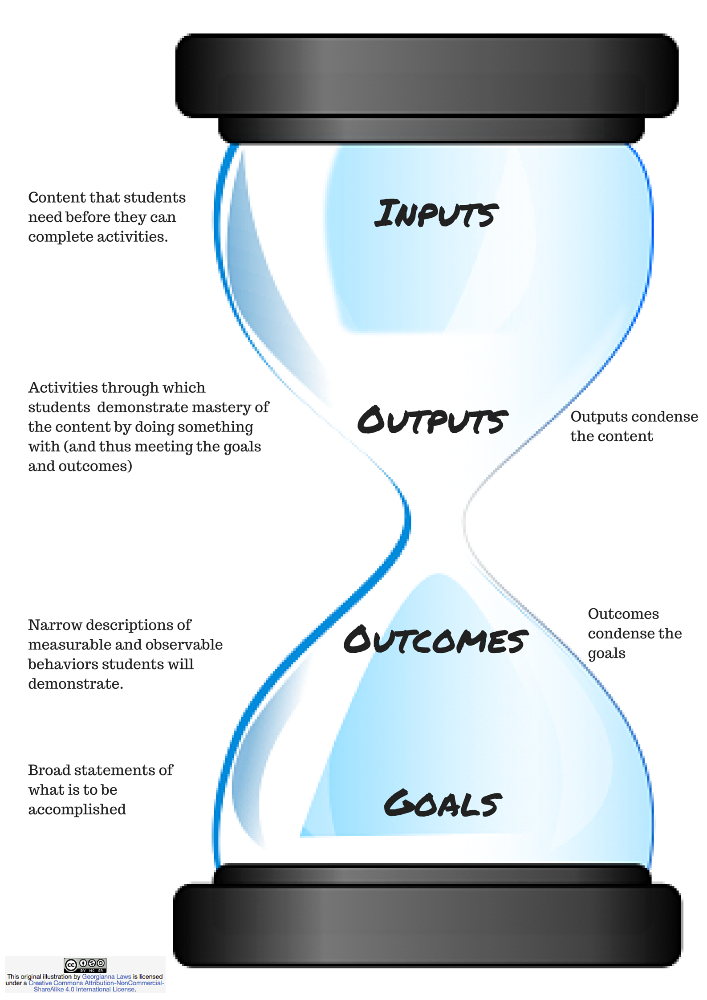 Content that students
need before they can
complete activities.
INPUTS
Activities through which
students demonstrate mastery of
the content by doing something
with (and thus meeting the goals
and outcomes)
OUTPUTS
Outputs condense
the content
Narrow descriptions of
measurable and observable
behaviors students will
demonstrate.
OUTCOMES
Outcomes
condense the
goals
Broad statements of
what is to be
accomplished
GOALS
cc
BY NC SA
This original illustration by Georgianna Laws is licensed
under a Creative Commons Attribution-NonCommercial-
ShareAlike 4.0 International License.